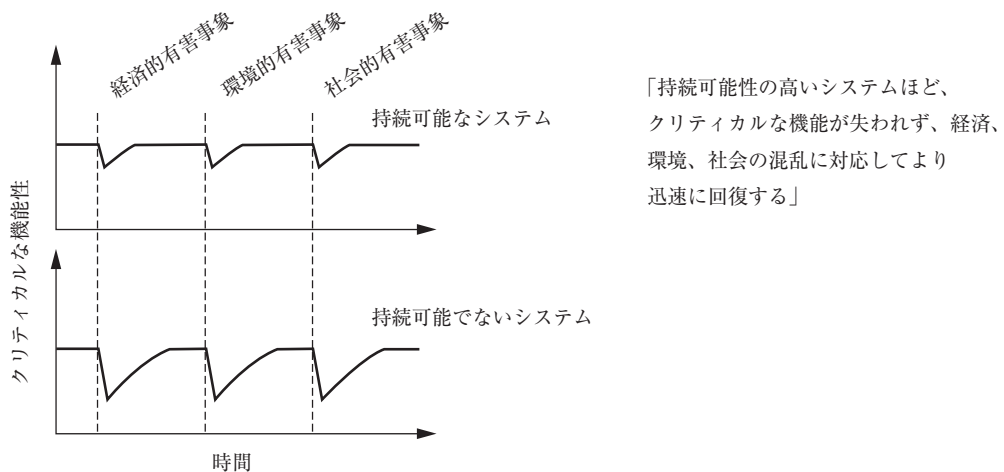 経済的有害事象
環境的有害事象
社会的有害事象
持続可能なシステム
「持続可能性の高いシステムほど、
クリティカルな機能が失われず、経済、
環境、社会の混乱に対応してより
迅速に回復する」
クリティカルな機能性
持続可能でないシステム
時間